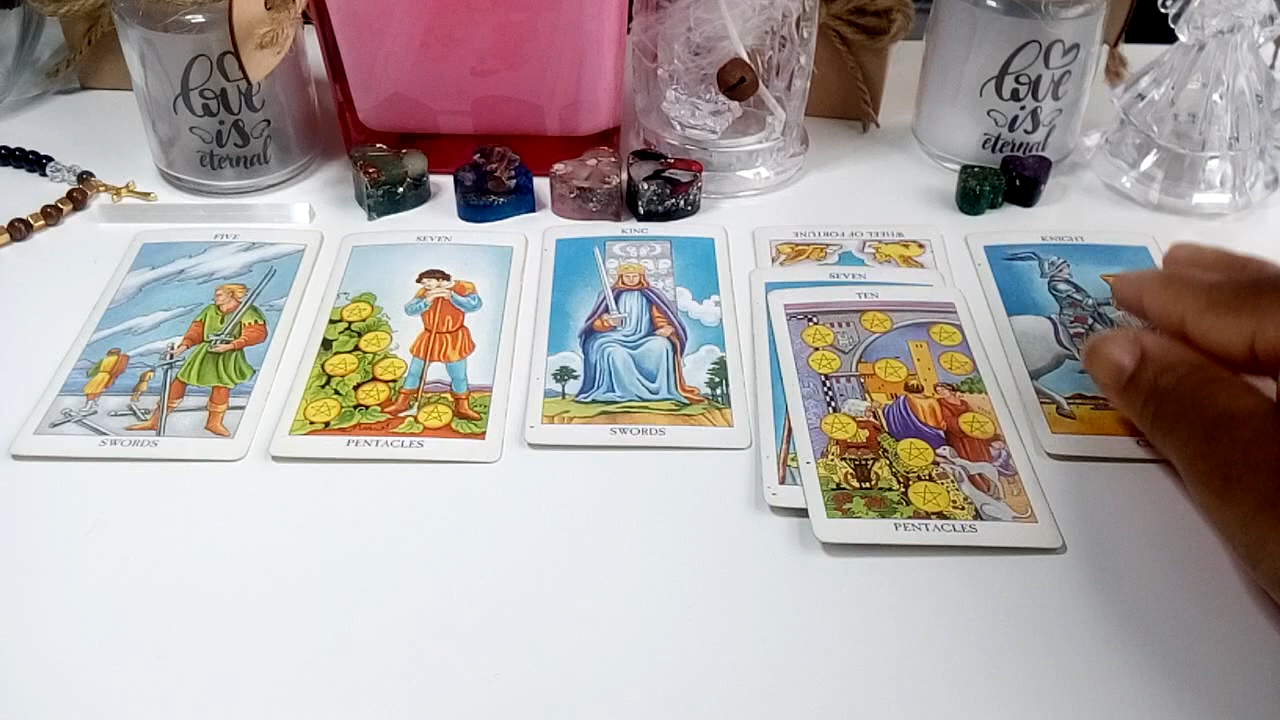 love
is
eternal
love
is
eternal
FIVE
SWORDS
SEVEN
PENTACLES
KING
SWORDS
WHEEL OF FORTUNE
SEVEN
TEN
PENTACLES
KNIGHT